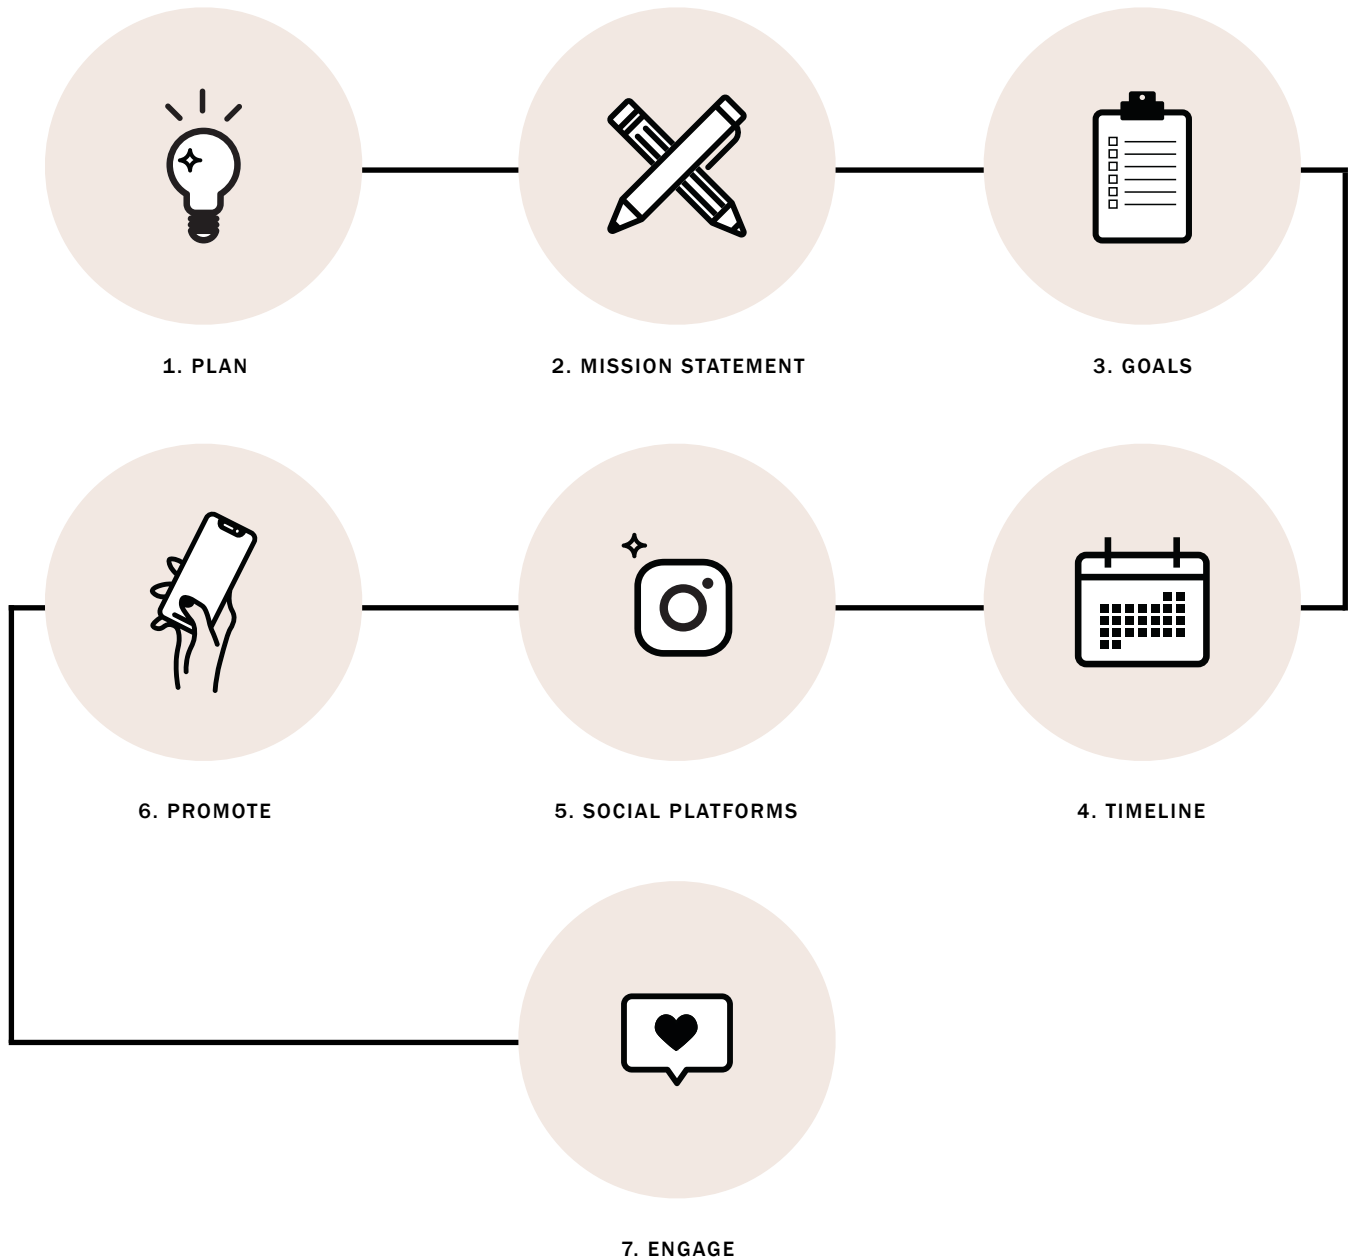 1. PLAN
2. MISSION STATEMENT
3. GOALS
6. PROMOTE
5. SOCIAL PLATFORMS
4. TIMELINE
7. ENGAGE